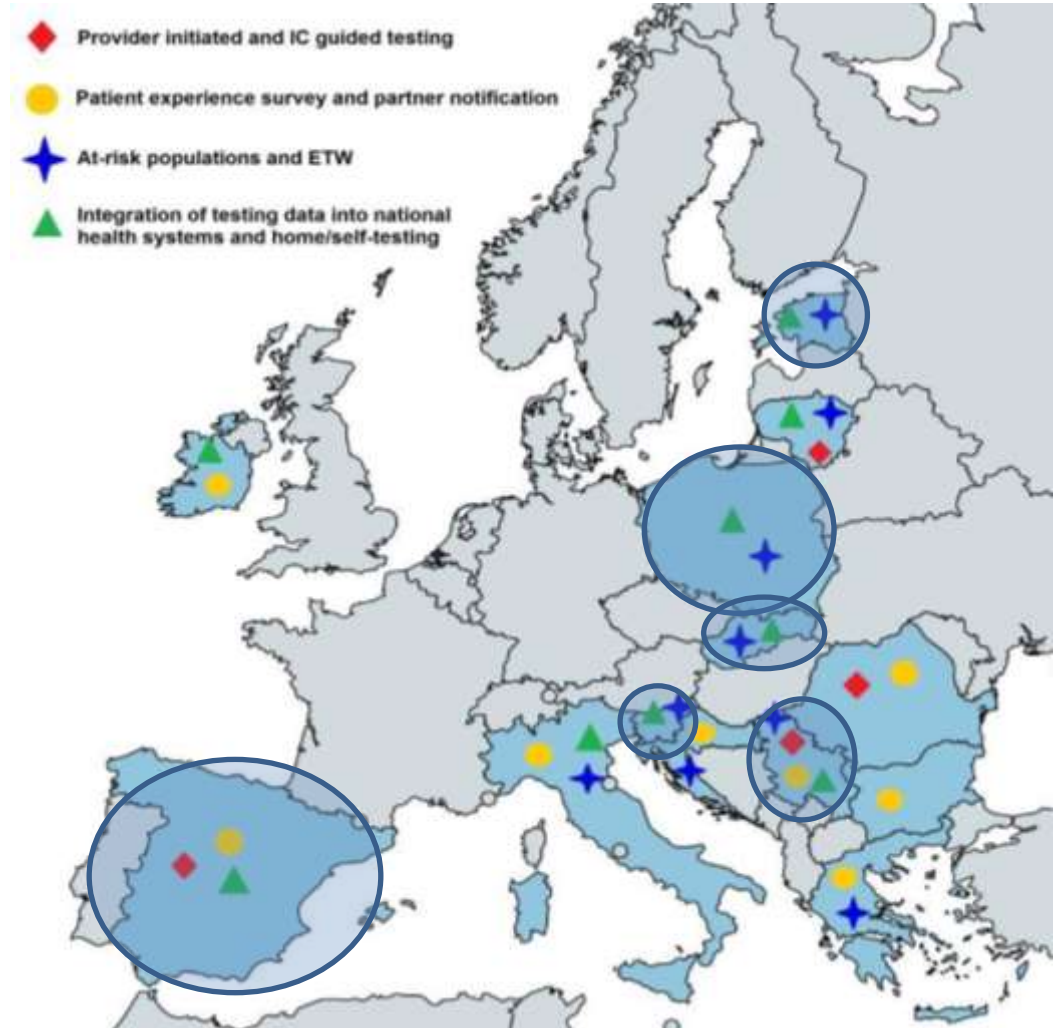 Provider initiated and IC guided testing
Patient experience survey and partner notification
At-risk populations and ETW
Integration of testing data into national
health systems and home/self-testing